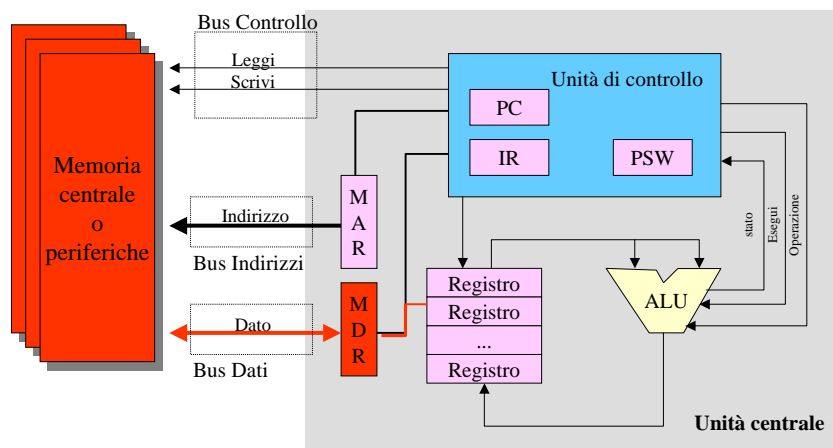 Bus Controllo
Leggi
Scrivi
Unità di controllo
PC
IR
PSW
Memoria
centrale
o
periferiche
Indirizzo
Bus Indirizzi
M
A
R
stato
Esegui
Operazione
Registro
Registro
...
Registro
ALU
Dato
Bus Dati
M
D
R
Unità centrale